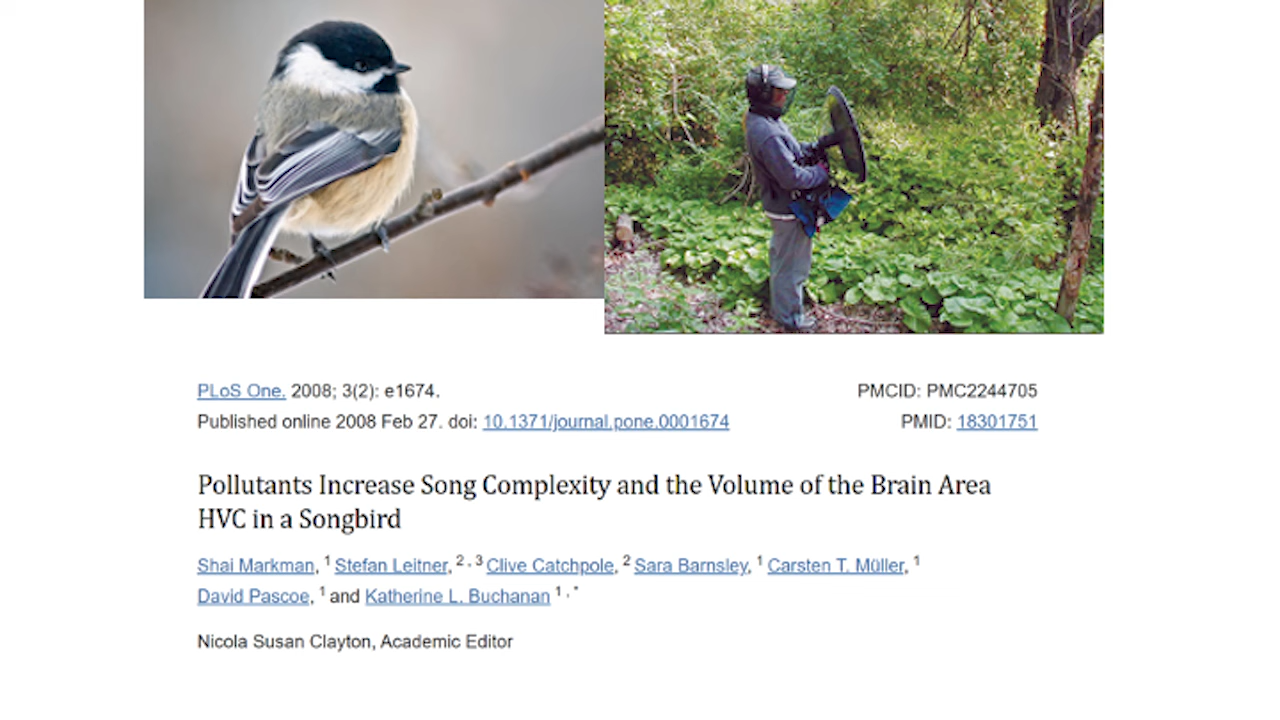 PLoS One. 2008; 3(2): e1674. PMCID: PMC2244705
Published online 2008 Feb 27. doi: 10.1371/journal.pone.0001674 PMID: 18301751
Pollutants Increase Song Complexity and the Volume of the Brain Area
HVC in a Songbird
Shai Markman, 1 Stefan Leitner, 2 , 3 Clive Catchpole, 2 Sara Barnsley, 1 Carsten T. Müller, 1
David Pascoe, 1 and Katherine L. Buchanan 1 , *
Nicola Susan Clayton, Academic Editor